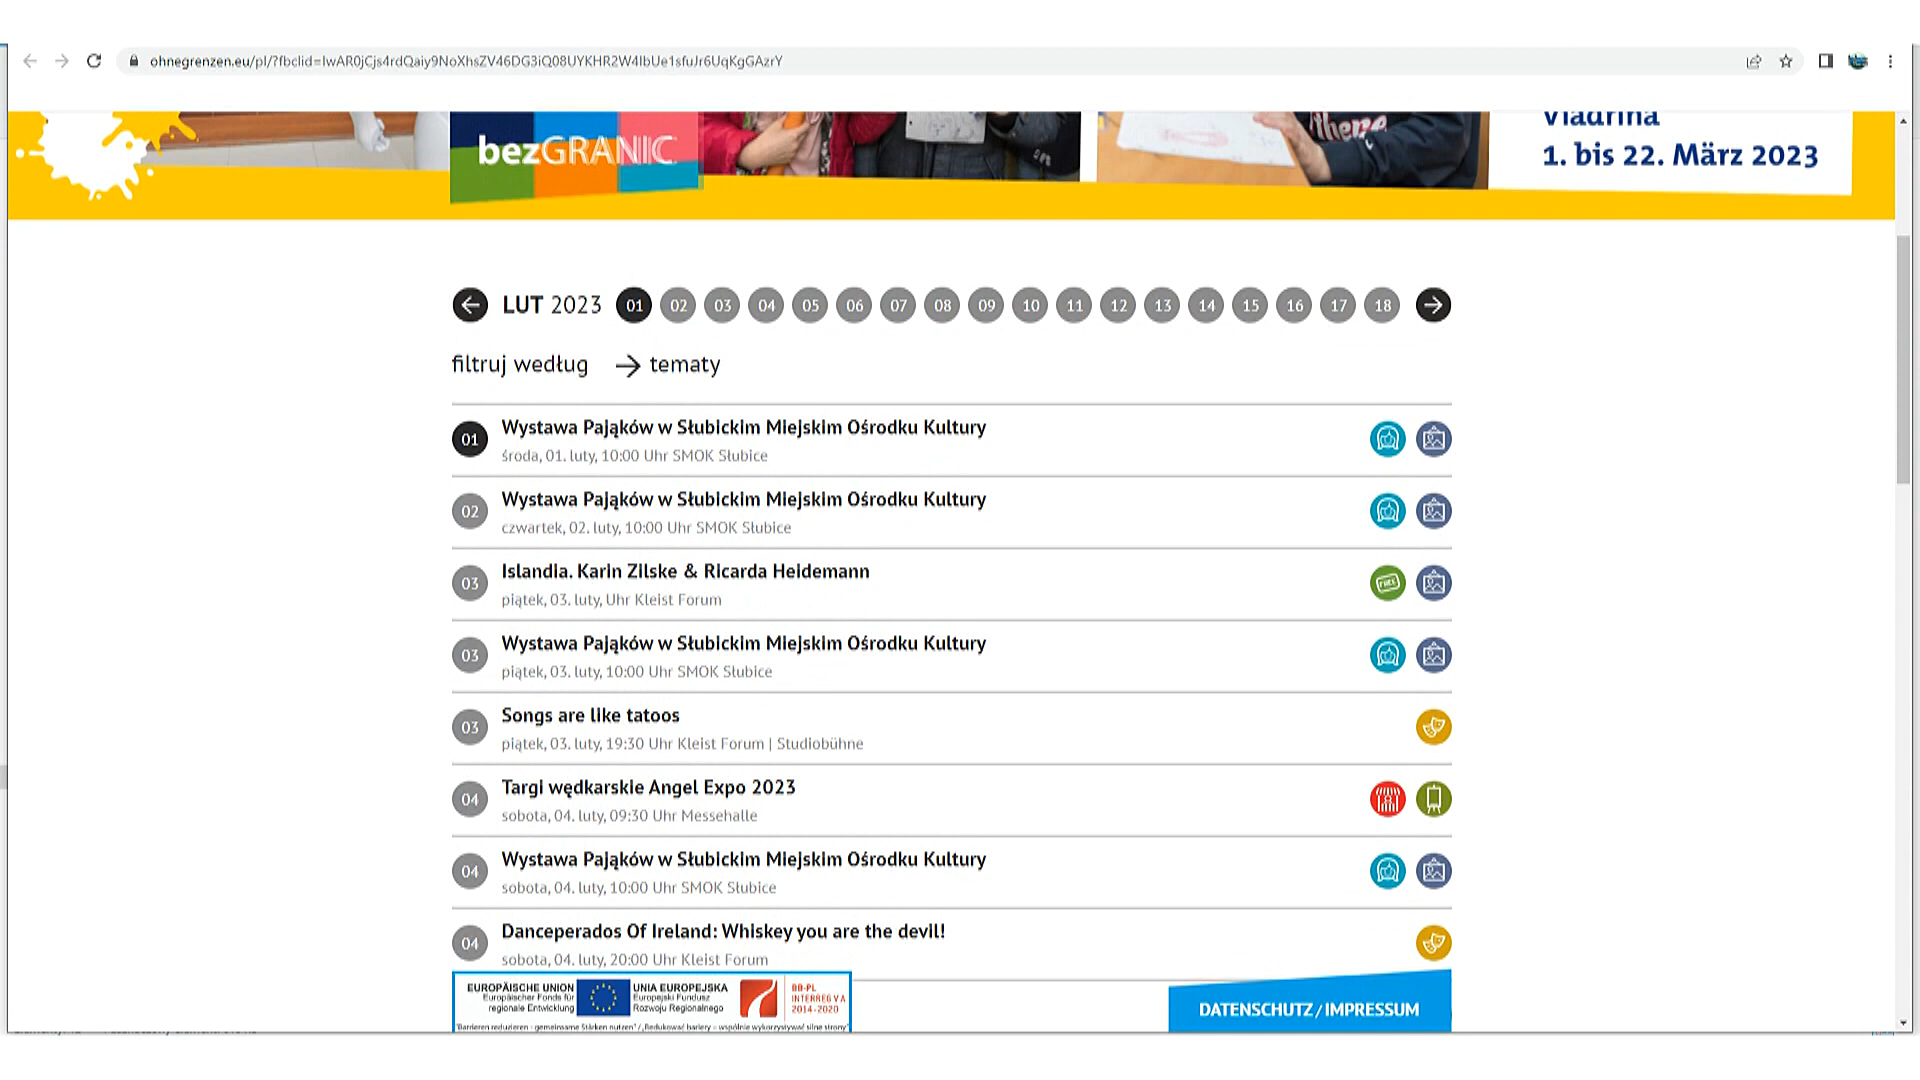 ohnegrenzen.eu/pl/?fbclid=IwAR0jCjs4rdQaiy9NoXhsZV46DG3iQ08UYKHR2W4IbUe1sfuJr6UqKgGAzrY
bezGRANIC
Viadrina
1. bis 22. März 2023
LUT 2023 01 02 03 04 05 06 07 08 09 10 11 12 13 14 15 16 17 18
filtruj według → tematy
01 Wystawa Pająków w Słubickim Miejskim Ośrodku Kultury
środa, 01. luty, 10:00 Uhr SMOK Słubice
02 Wystawa Pająków w Słubickim Miejskim Ośrodku Kultury
czwartek, 02. luty, 10:00 Uhr SMOK Słubice
03 Islandia. Karin Zilske & Ricarda Heidemann
FREE
piątek, 03. luty, Uhr Kleist Forum
03 Wystawa Pająków w Słubickim Miejskim Ośrodku Kultury
piątek, 03. luty, 10:00 Uhr SMOK Słubice
03 Songs are like tatoos
piątek, 03. luty, 19:30 Uhr Kleist Forum | Studiobühne
04 Targi wędkarskie Angel Expo 2023
sobota, 04. luty, 09:30 Uhr Messehalle
04 Wystawa Pająków w Słubickim Miejskim Ośrodku Kultury
sobota, 04. luty, 10:00 Uhr SMOK Słubice
04 Danceperados Of Ireland: Whiskey you are the devil!
sobota, 04. luty, 20:00 Uhr Kleist Forum
EUROPÄISCHE UNION
Europäischer Fonds für
regionale Entwicklung
UNIA EUROPEJSKA
Europejski Fundusz
Rozwoju Regionalnego
BB-PL
INTERREG V A
2014-2020
"Barrieren reduzieren - gemeinsame Stärken nutzen" / „Redukować bariery – wspólnie wykorzystywać silne strony"
DATENSCHUTZ / IMPRESSUM